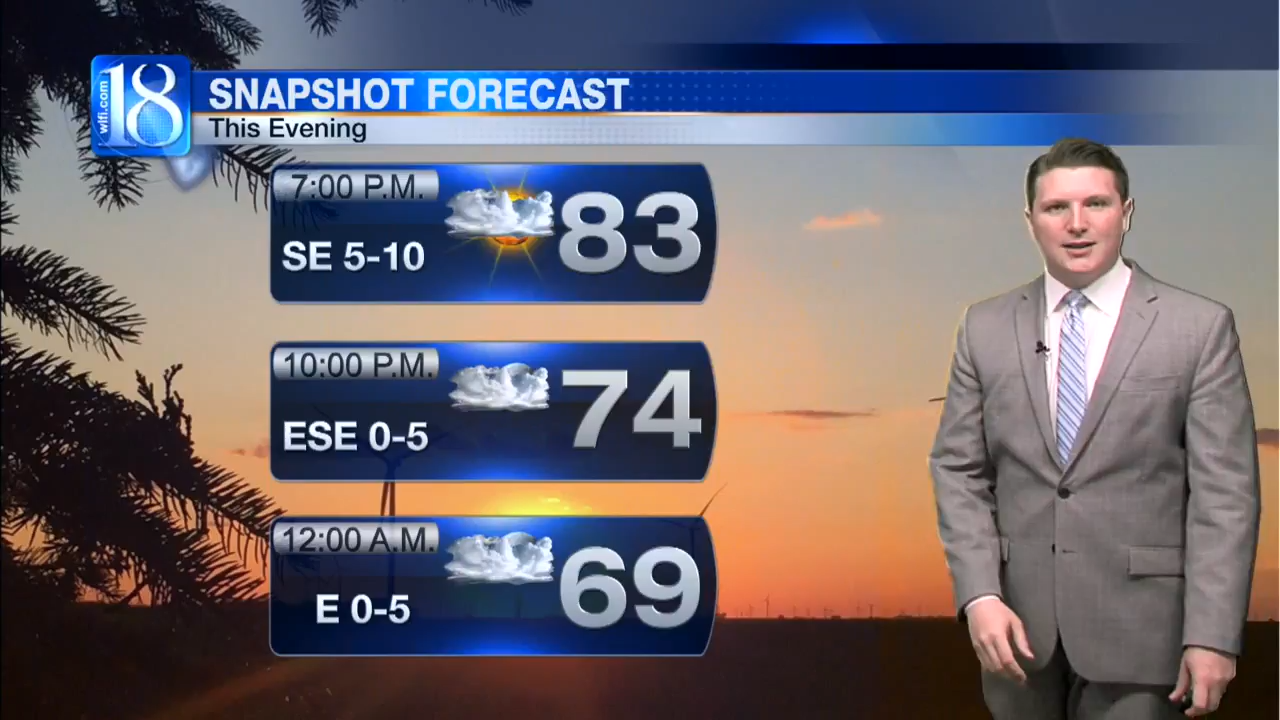 wlfi.com
18
SNAPSHOT FORECAST
This Evening
7:00 P.M.
SE 5-10
83
10:00 P.M.
ESE 0-5
74
12:00 A.M.
E 0-5
69